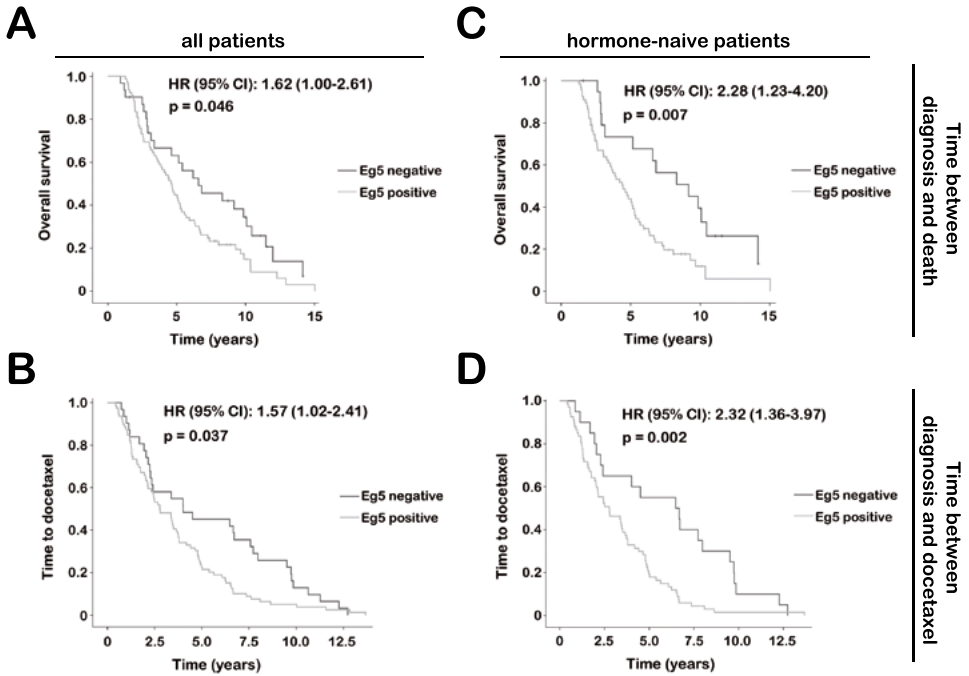 A
all patients
HR (95% CI): 1.62 (1.00-2.61)
p = 0.046
Overall survival
1.0
0.8
0.6
0.4
0.2
0
Eg5 negative
Eg5 positive
0 5 10 15
Time (years)
C
hormone-naive patients
HR (95% CI): 2.28 (1.23-4.20)
p = 0.007
Overall survival
1.0
0.8
0.6
0.4
0.2
0
Eg5 negative
Eg5 positive
0 5 10 15
Time (years)
Time between
diagnosis and death
B
HR (95% CI): 1.57 (1.02-2.41)
p = 0.037
Time to docetaxel
1.0
0.8
0.6
0.4
0.2
0
Eg5 negative
Eg5 positive
0 2.5 5.0 7.5 10.0 12.5
Time (years)
D
HR (95% CI): 2.32 (1.36-3.97)
p = 0.002
Time to docetaxel
1.0
0.8
0.6
0.4
0.2
0
Eg5 negative
Eg5 positive
0 2.5 5.0 7.5 10.0 12.5
Time (years)
Time between
diagnosis and docetaxel